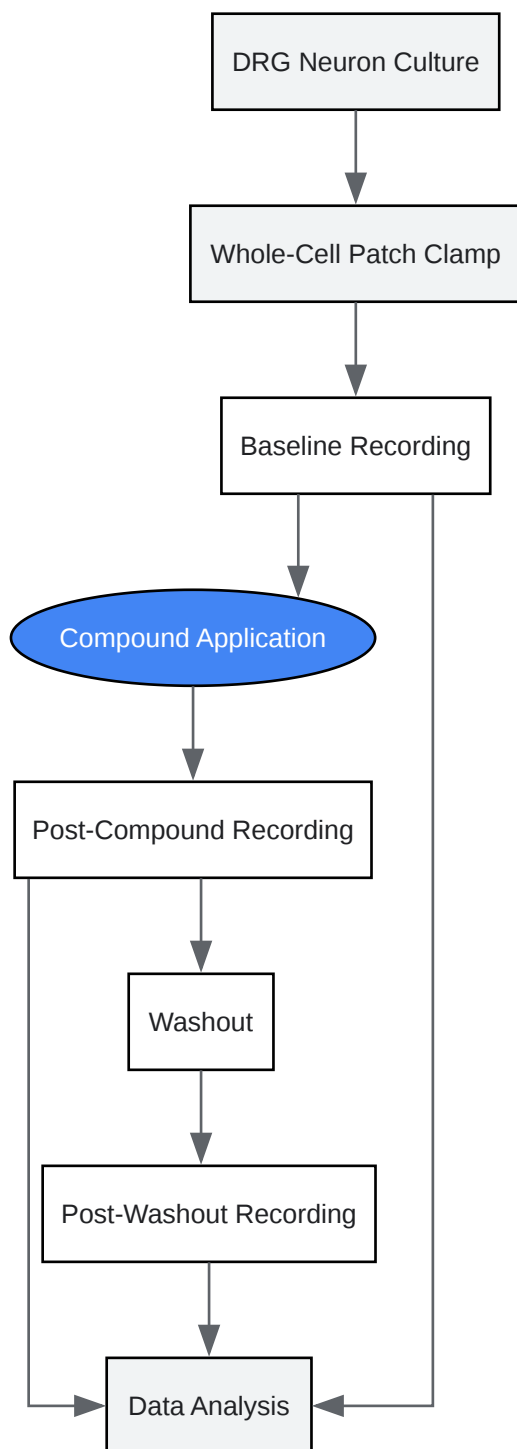 DRG Neuron Culture
Whole-Cell Patch Clamp
Baseline Recording
Compound Application
Post-Compound Recording
Washout
Post-Washout Recording
Data Analysis